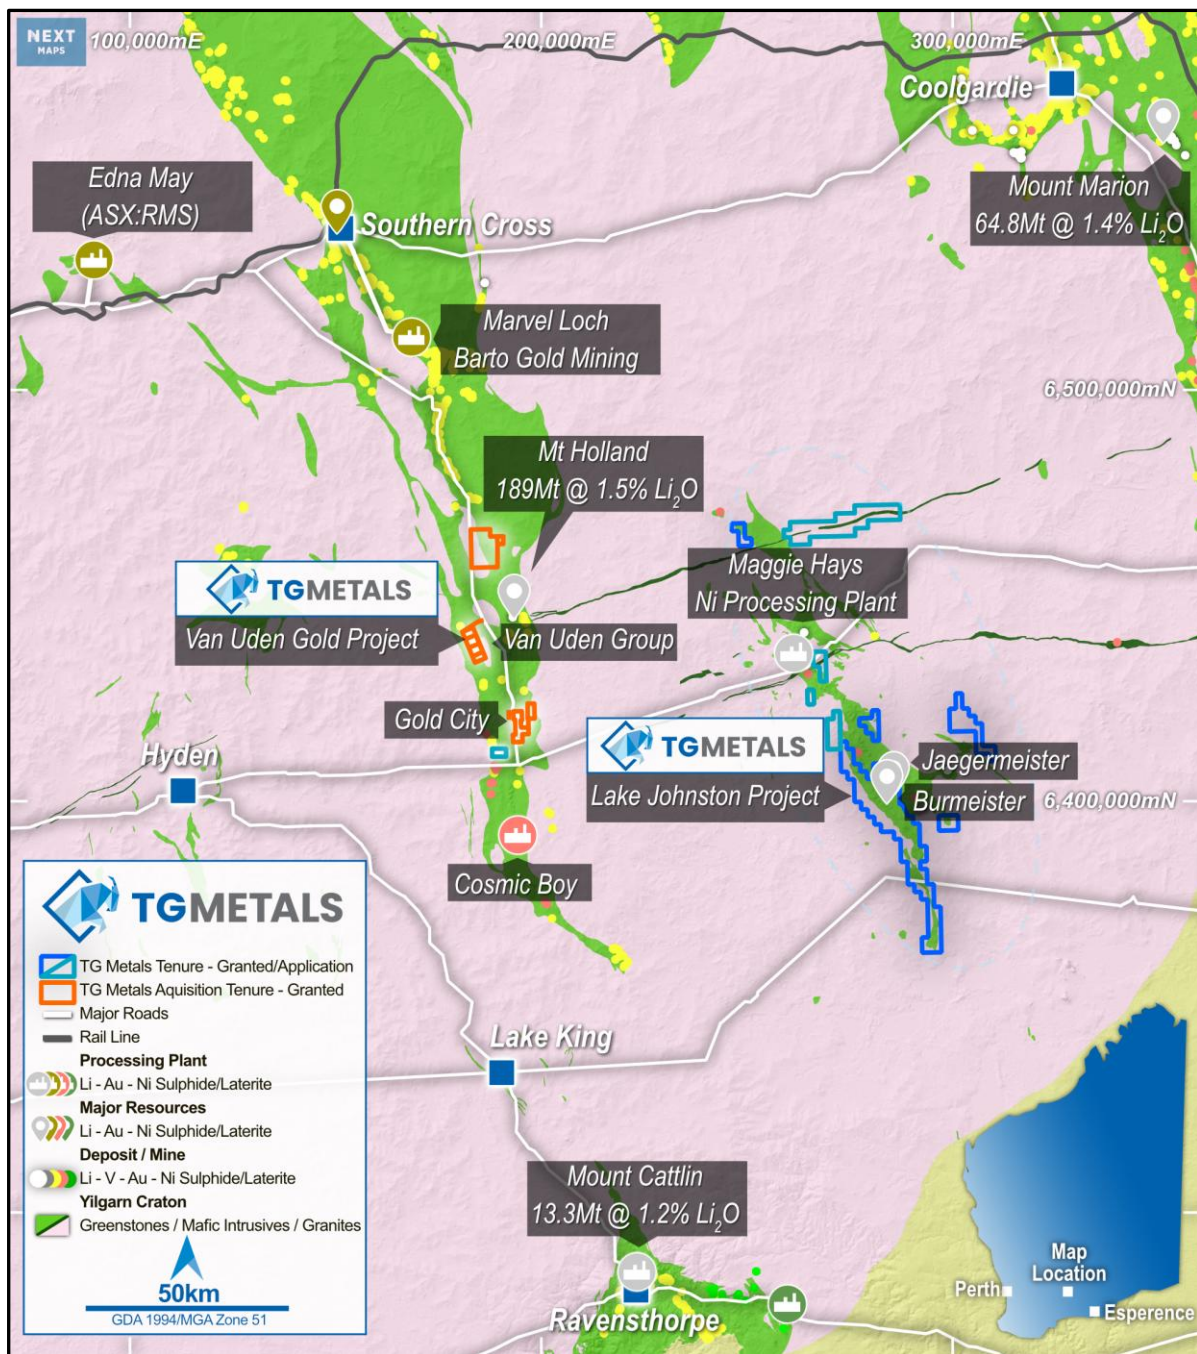 NEXT
MAPS
100,000mE
200,000mE
300,000mE
Coolgardie
Edna May
(ASX:RMS)
Mount Marion
64.8Mt @ 1.4% Li₂O
Southern Cross
Marvel Loch
Barto Gold Mining
6,500,000mN
Mt Holland
189Mt @ 1.5% Li₂O
TGMETALS
Van Uden Gold Project
Van Uden Group
Maggie Hays
Ni Processing Plant
Gold City
Hyden
TGMETALS
Lake Johnston Project
Jaegermeister
Burmeister
6,400,000mN
Cosmic Boy
TGMETALS
TG Metals Tenure - Granted/Application
TG Metals Aquisition Tenure - Granted
Major Roads
Rail Line
Processing Plant
Li - Au - Ni Sulphide/Laterite
Major Resources
Li - Au - Ni Sulphide/Laterite
Deposit / Mine
Li - V - Au - Ni Sulphide/Laterite
Yilgarn Craton
Greenstones / Mafic Intrusives / Granites
50km
GDA 1994/MGA Zone 51
Lake King
Mount Cattlin
13.3Mt @ 1.2% Li₂O
Ravensthorpe
Map
Location
Perth
Esperence